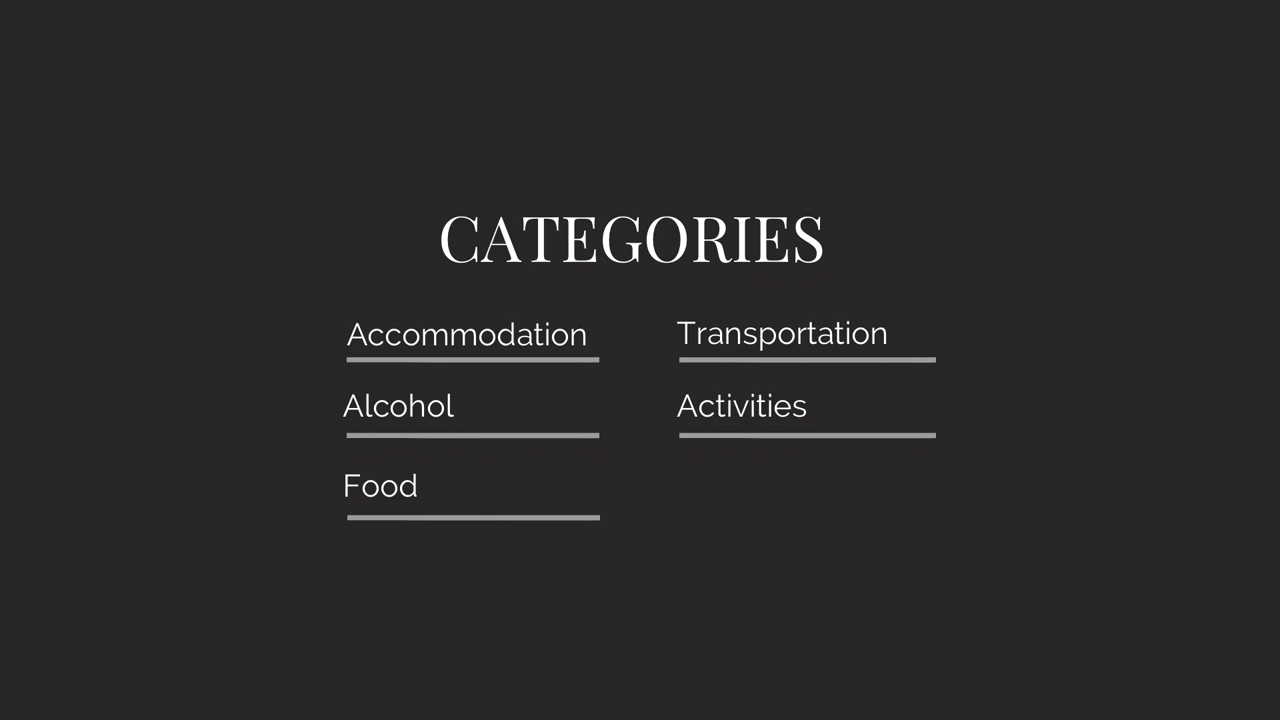 CATEGORIES
Accommodation
Transportation
Alcohol
Activities
Food